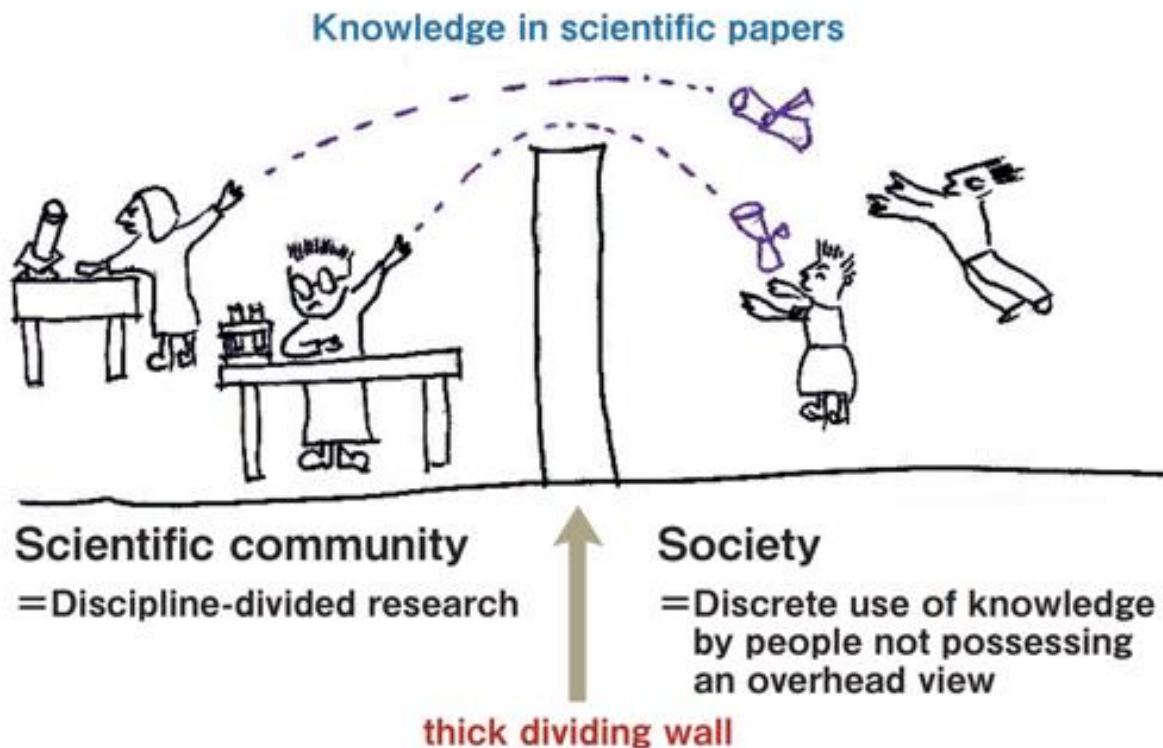 Knowledge in scientific papers
Scientific community
=Discipline-divided research
Society
=Discrete use of knowledge
by people not possessing
an overhead view
thick dividing wall